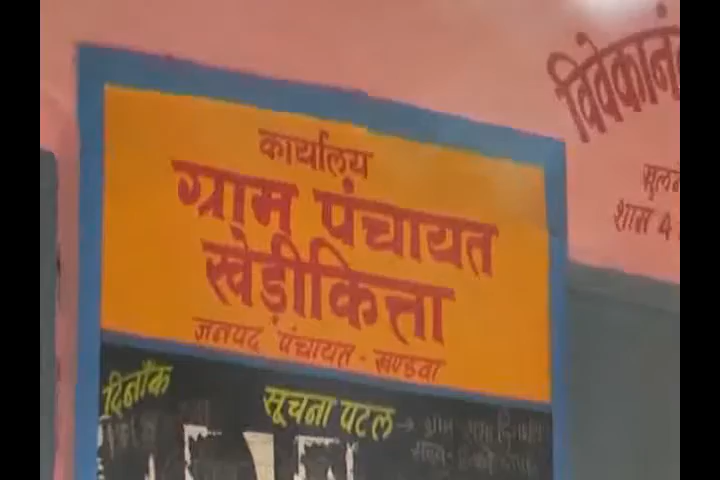 कार्यालय
ग्राम पंचायत
खेड़ीकित्ता
जनपद पंचायत - खण्डवा
दिनाँक
सूचना पटल
विवेकानं
शाम 4